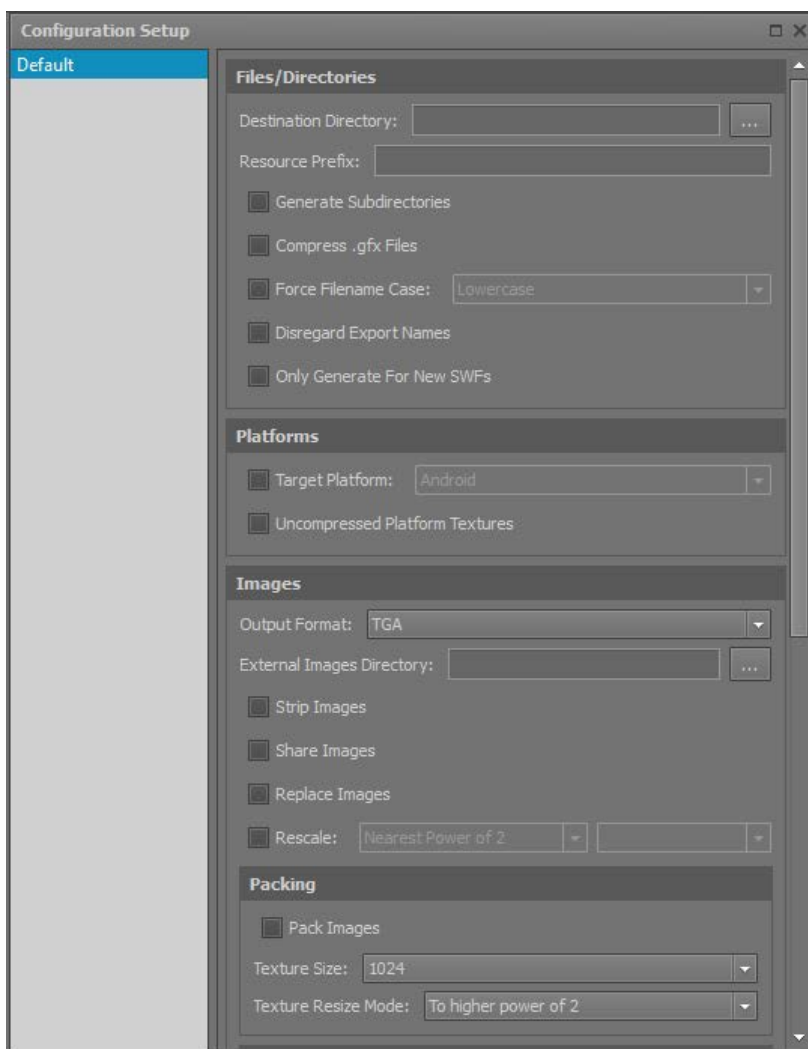 Configuration Setup
Default
Files/Directories
Destination Directory:
...
Resource Prefix:
Generate Subdirectories
Compress .gfx Files
Force Filename Case: Lowercase
Disregard Export Names
Only Generate For New SWFs
Platforms
Target Platform: Android
Uncompressed Platform Textures
Images
Output Format: TGA
External Images Directory:
...
Strip Images
Share Images
Replace Images
Rescale: Nearest Power of 2
Packing
Pack Images
Texture Size: 1024
Texture Resize Mode: To higher power of 2